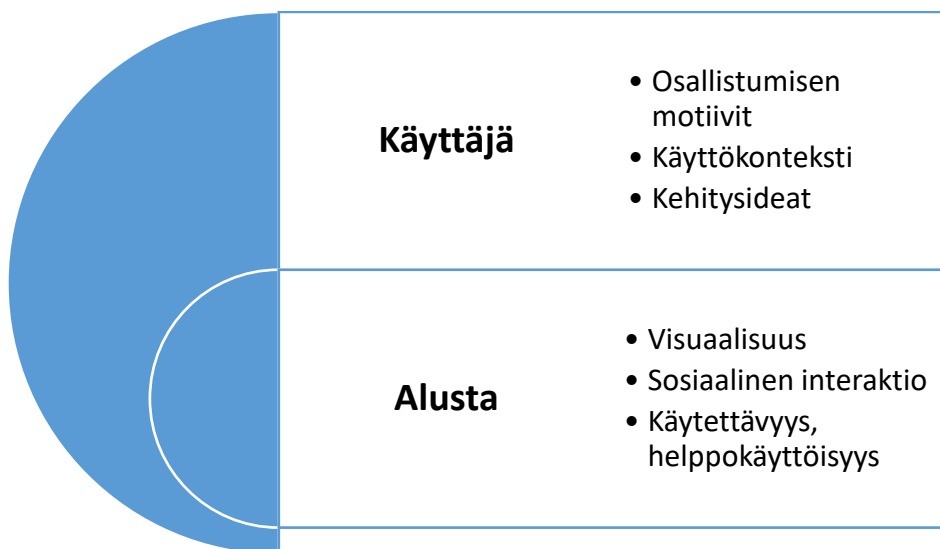 Käyttäjä
• Osallistumisen
motiivit
• Käyttökonteksti
• Kehitysideat
Alusta
• Visuaalisuus
• Sosiaalinen interaktio
• Käytettävyys,
helppokäyttöisyys